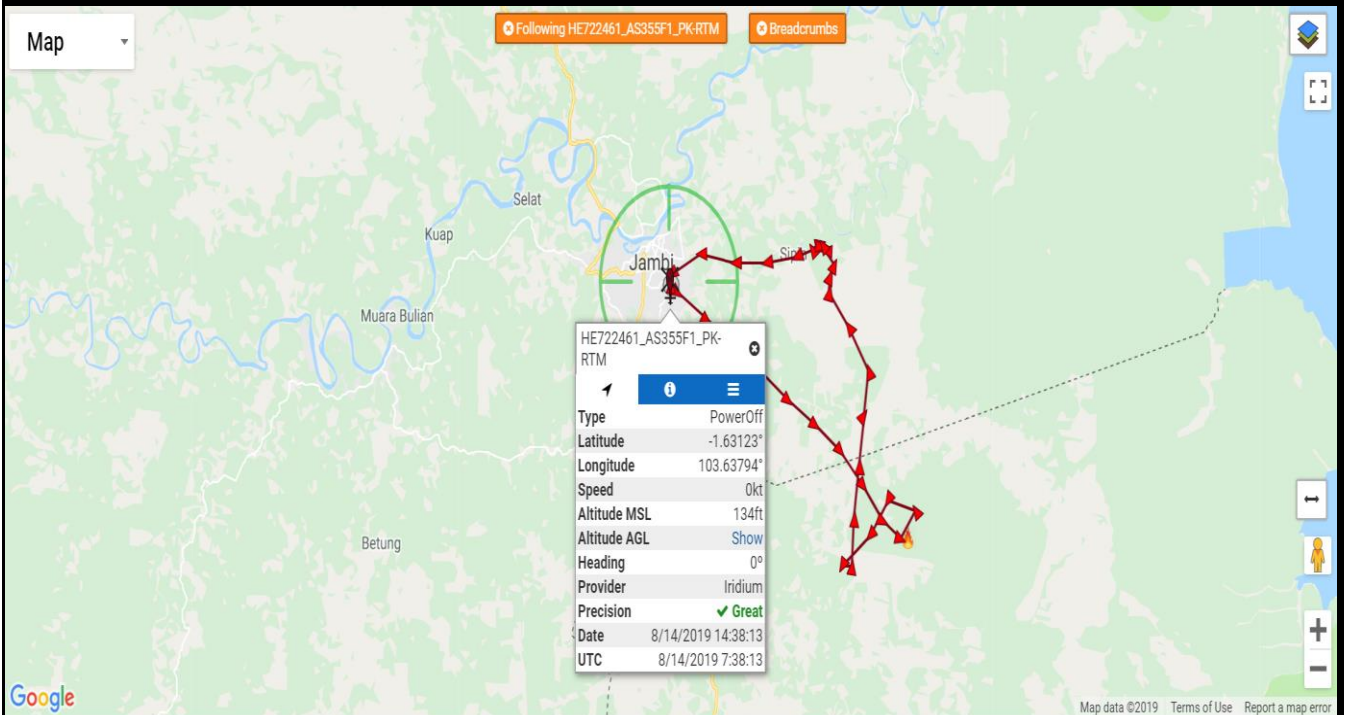 Map
Following HE722461_AS355F1_PK-RTM
Breadcrumbs
Selat
Kuap
Jambi
Muara Bulian
Betung
HE722461_AS355F1_PK-
RTM
Type PowerOff
Latitude -1.63123°
Longitude 103.63794°
Speed 0kt
Altitude MSL 134ft
Altitude AGL Show
Heading 0°
Provider Iridium
Precision Great
Date 8/14/2019 14:38:13
UTC 8/14/2019 7:38:13
Google
Map data ©2019 Terms of Use Report a map error